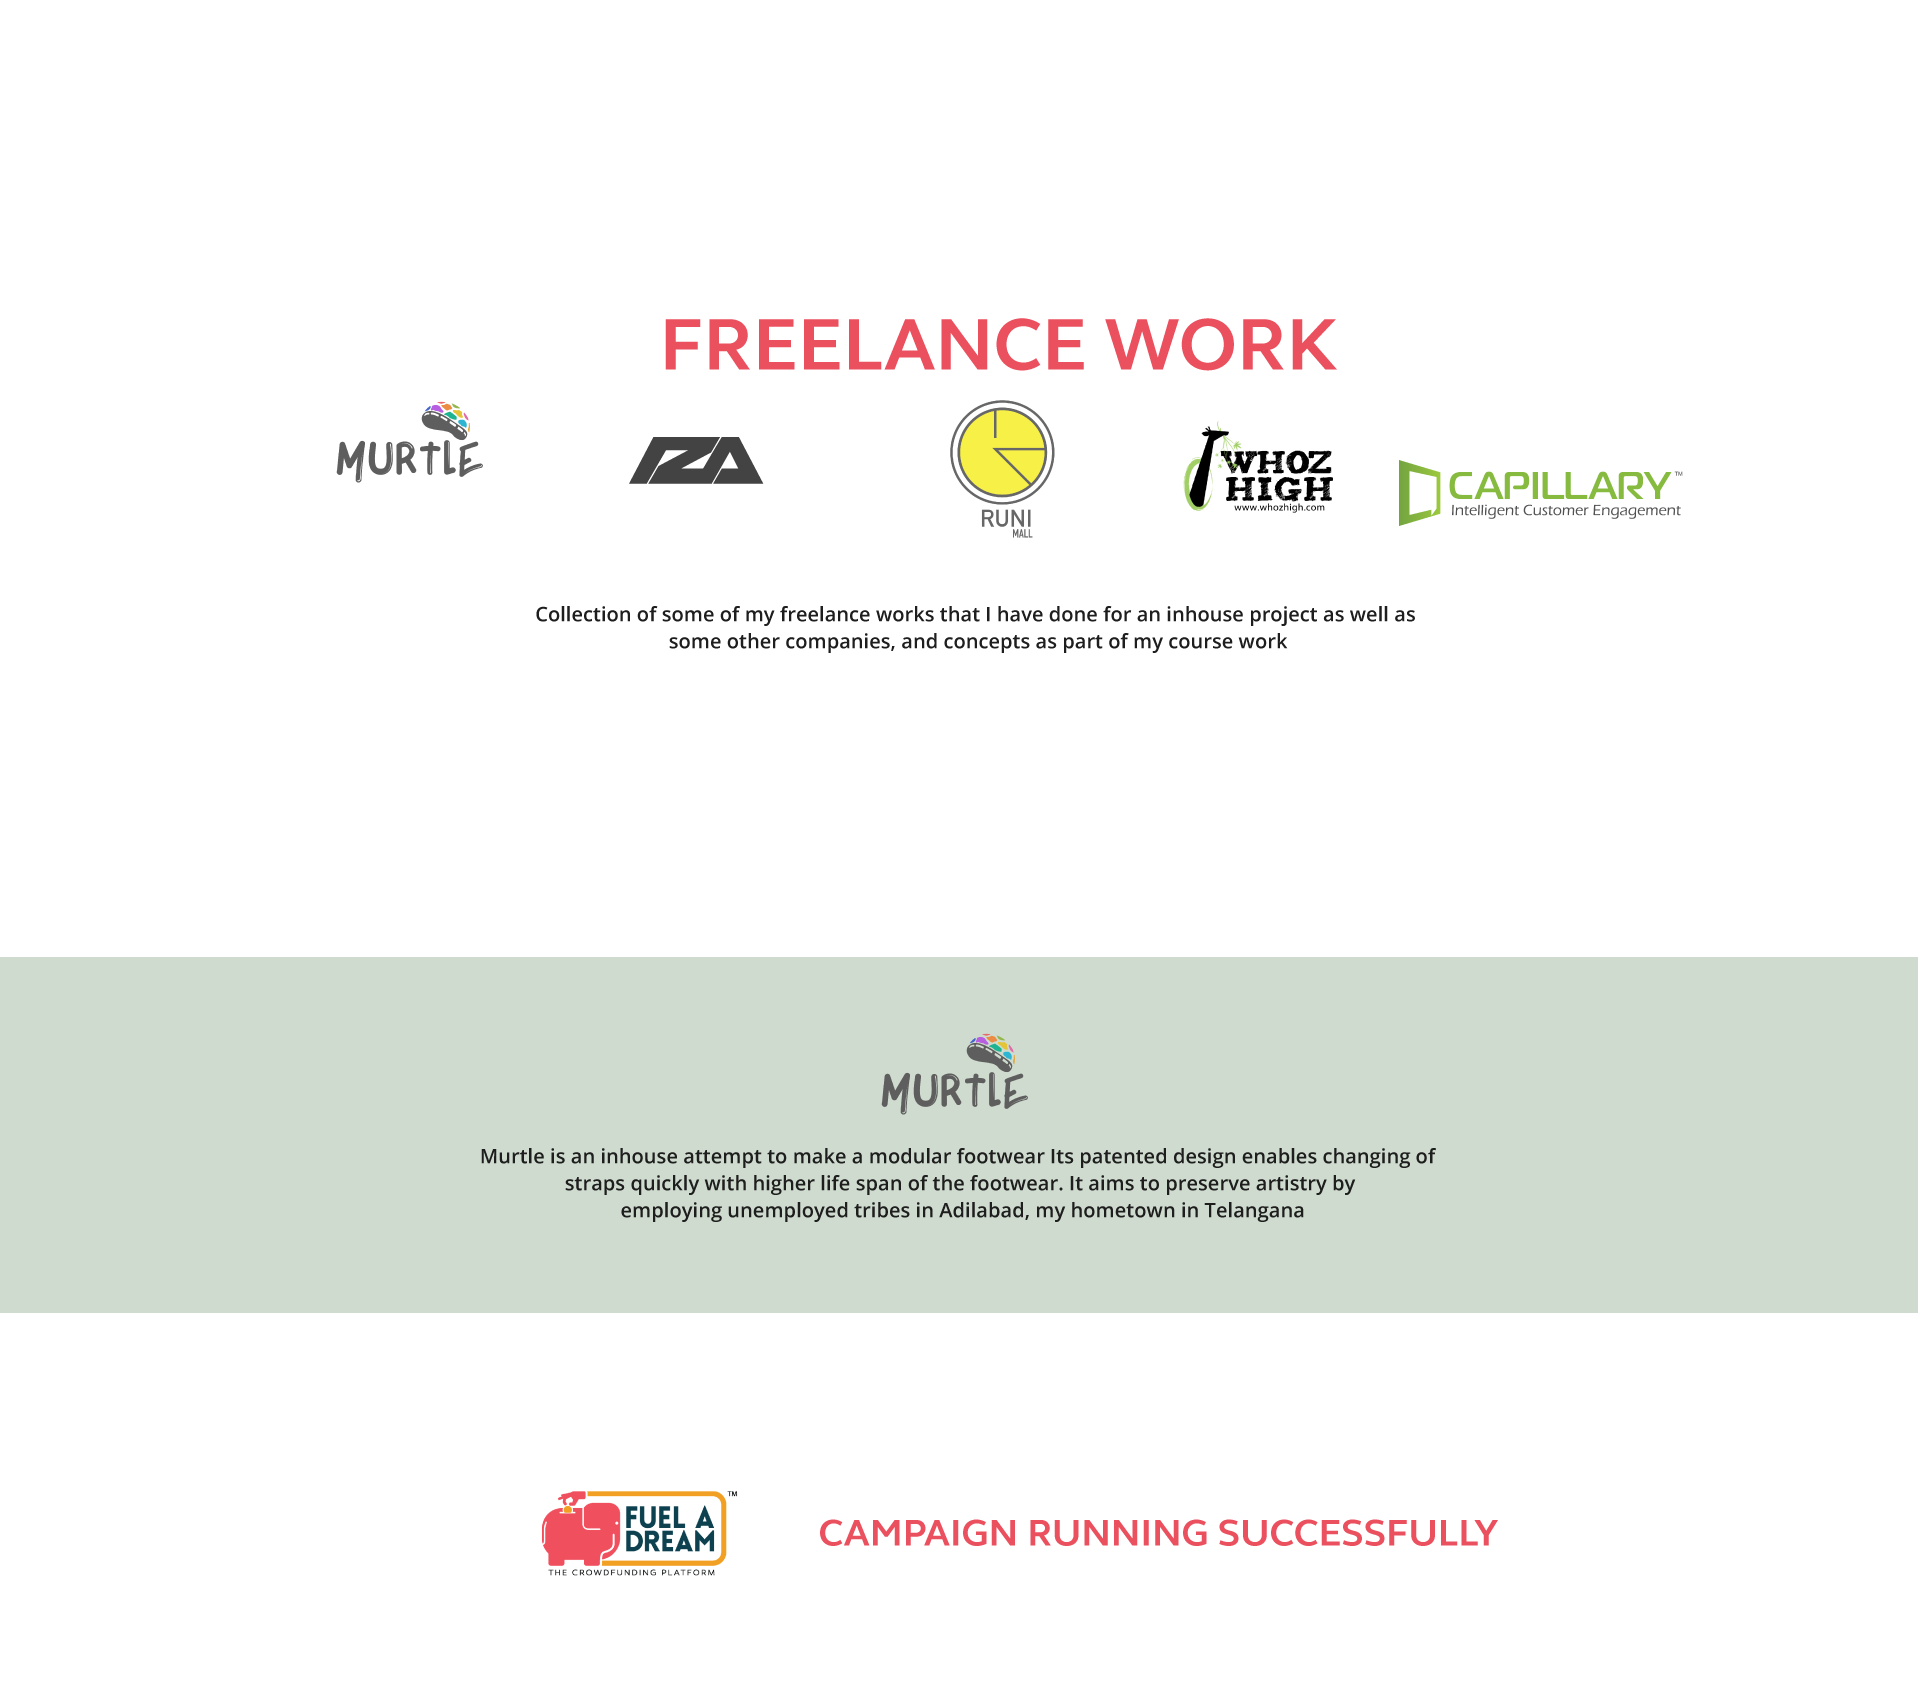 FREELANCE WORK
MURTLE
RUNI
MALL
WHOZ
HIGH
www.whozhigh.com
CAPILLARY™
Intelligent Customer Engagement
Collection of some of my freelance works that I have done for an inhouse project as well as
some other companies, and concepts as part of my course work
MURTLE
Murtle is an inhouse attempt to make a modular footwear Its patented design enables changing of
straps quickly with higher life span of the footwear. It aims to preserve artistry by
employing unemployed tribes in Adilabad, my hometown in Telangana
FUEL A
DREAM
™
THE CROWDFUNDING PLATFORM
CAMPAIGN RUNNING SUCCESSFULLY